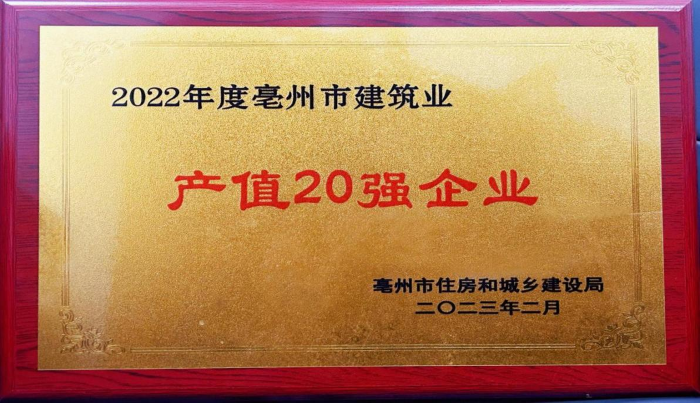 2022年度亳州市建筑业
产值20强企业
亳州市住房和城乡建设局
二〇二三年二月